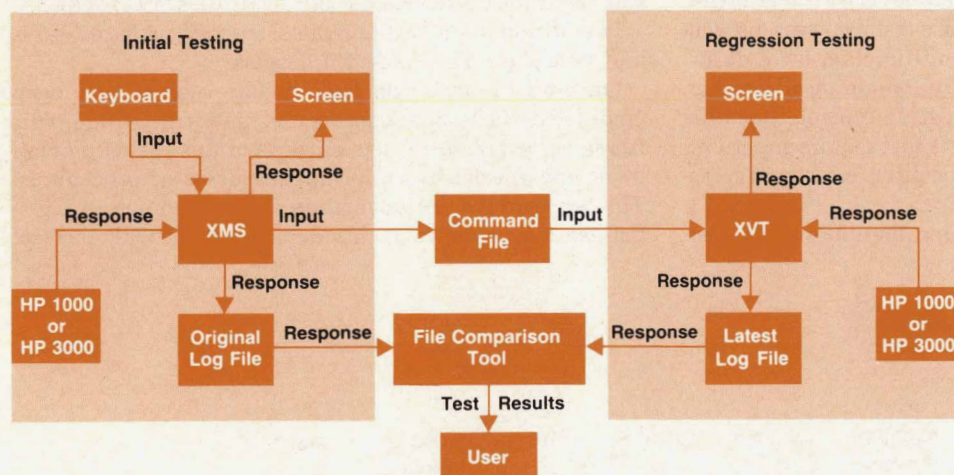 Initial Testing
Regression Testing
Keyboard
Screen
Screen
Input
Response
Response
Response
XMS
Input
Command
File
Input
XVT
Response
Response
Response
HP 1000
or
HP 3000
Original
Log File
Response
File Comparison
Tool
Response
Latest
Log File
HP 1000
or
HP 3000
Test Results
User